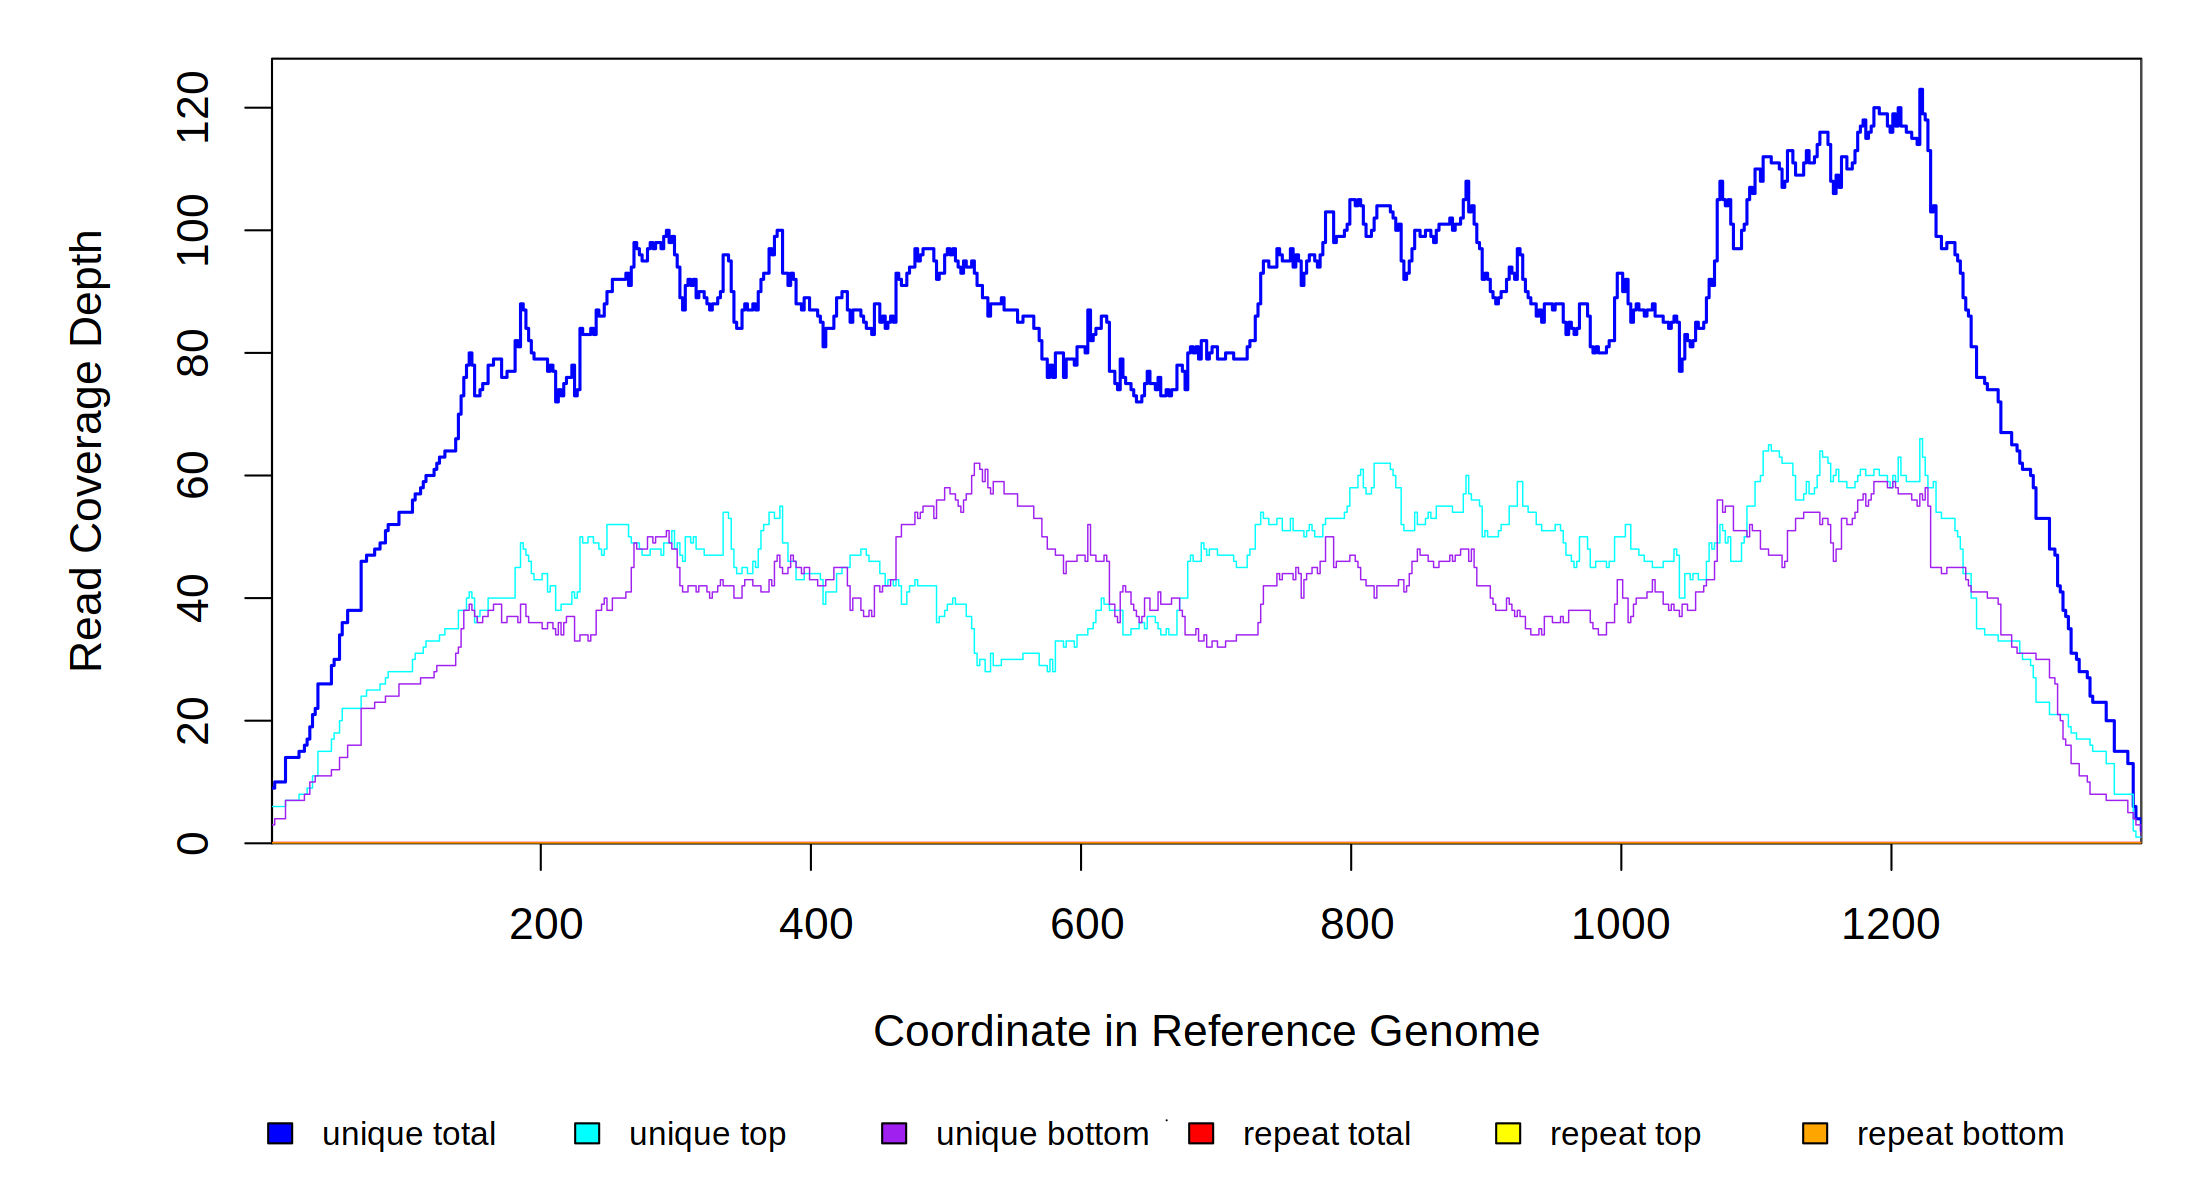 Read Coverage Depth
120
100
80
60
40
20
0
200 400 600 800 1000 1200
Coordinate in Reference Genome
unique total unique top unique bottom repeat total repeat top repeat bottom